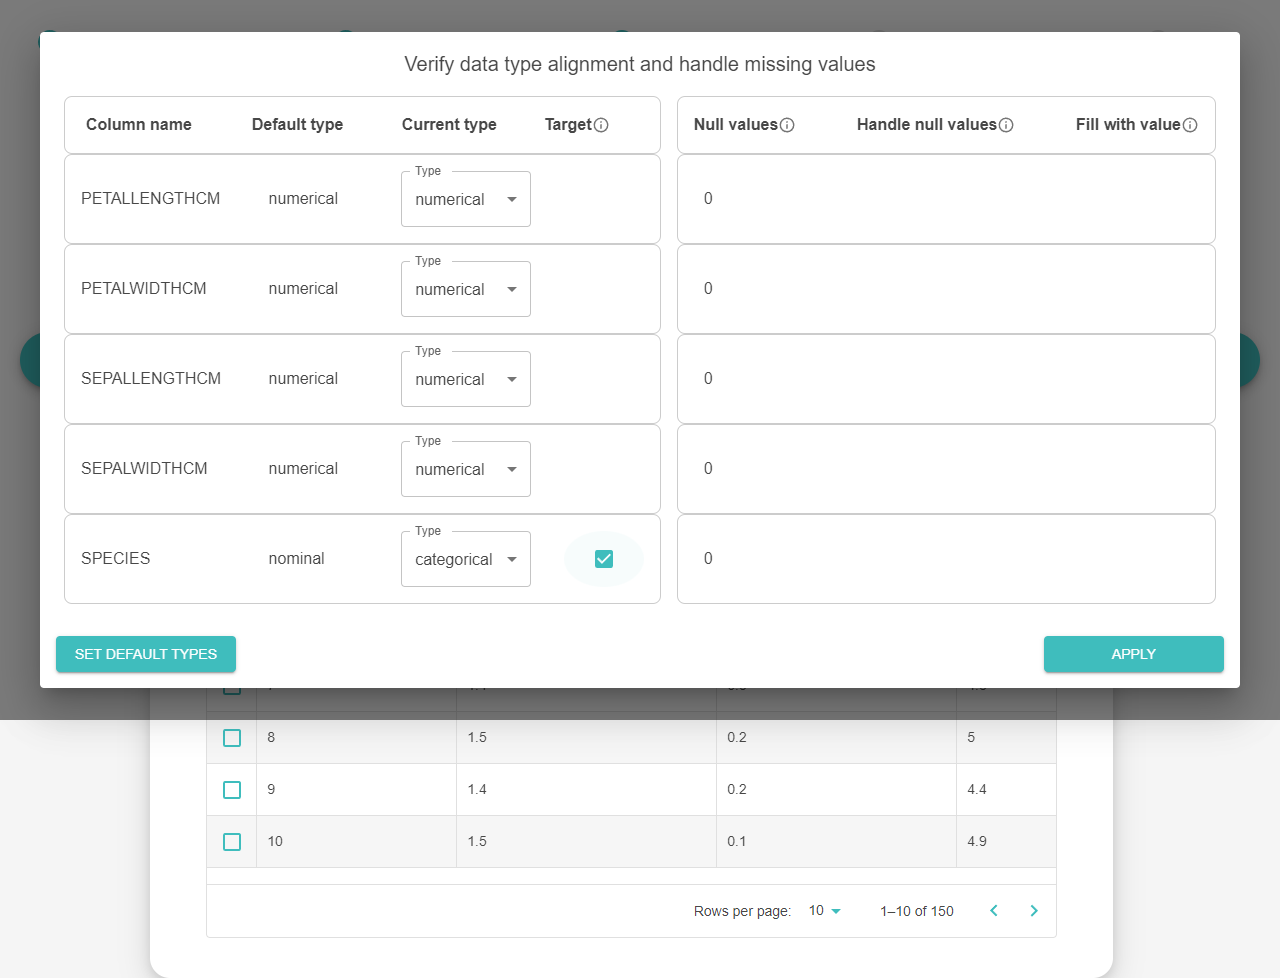 Verify data type alignment and handle missing values
Column name Default type Current type Target Null values Handle null values Fill with value
Type
PETALLENGTHCM numerical numerical 0
Type
PETALWIDTHCM numerical numerical 0
Type
SEPALLENGTHCM numerical numerical 0
Type
SEPALWIDTHCM numerical numerical 0
Type
SPECIES nominal categorical 0
SET DEFAULT TYPES APPLY
8 1.5 0.2 5
9 1.4 0.2 4.4
10 1.5 0.1 4.9
Rows per page: 10 1–10 of 150